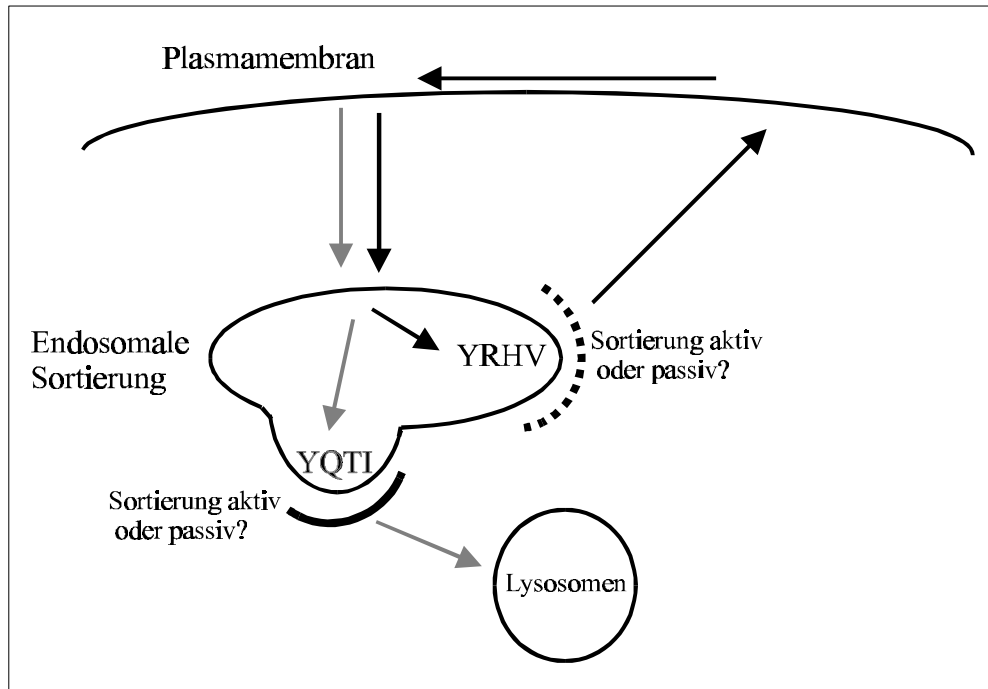 Plasmamembran
Endosomale
Sortierung
YRHV
Sortierung aktiv
oder passiv?
YQTI
Sortierung aktiv
oder passiv?
Lysosomen